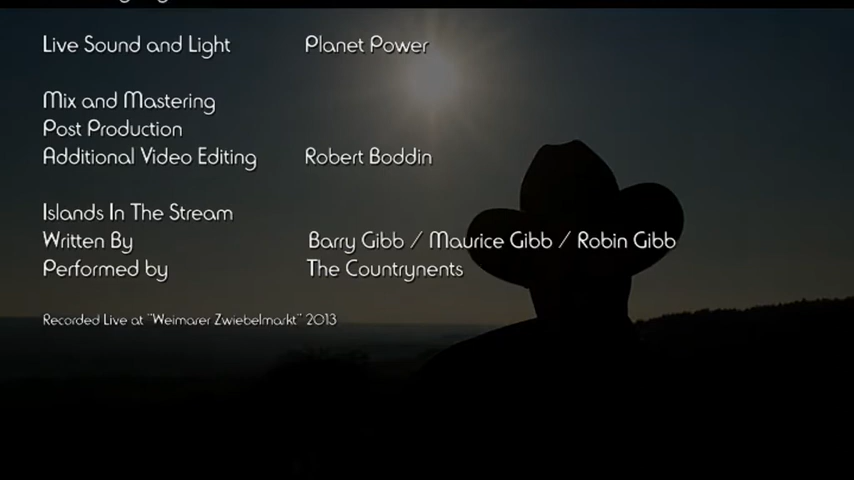 Live Sound and Light Planet Power
Mix and Mastering
Post Production
Additional Video Editing Robert Boddin
Islands In The Stream
Written By Barry Gibb / Maurice Gibb / Robin Gibb
Performed by The Countrynents
Recorded Live at "Weimarer Zwiebelmarkt" 2013